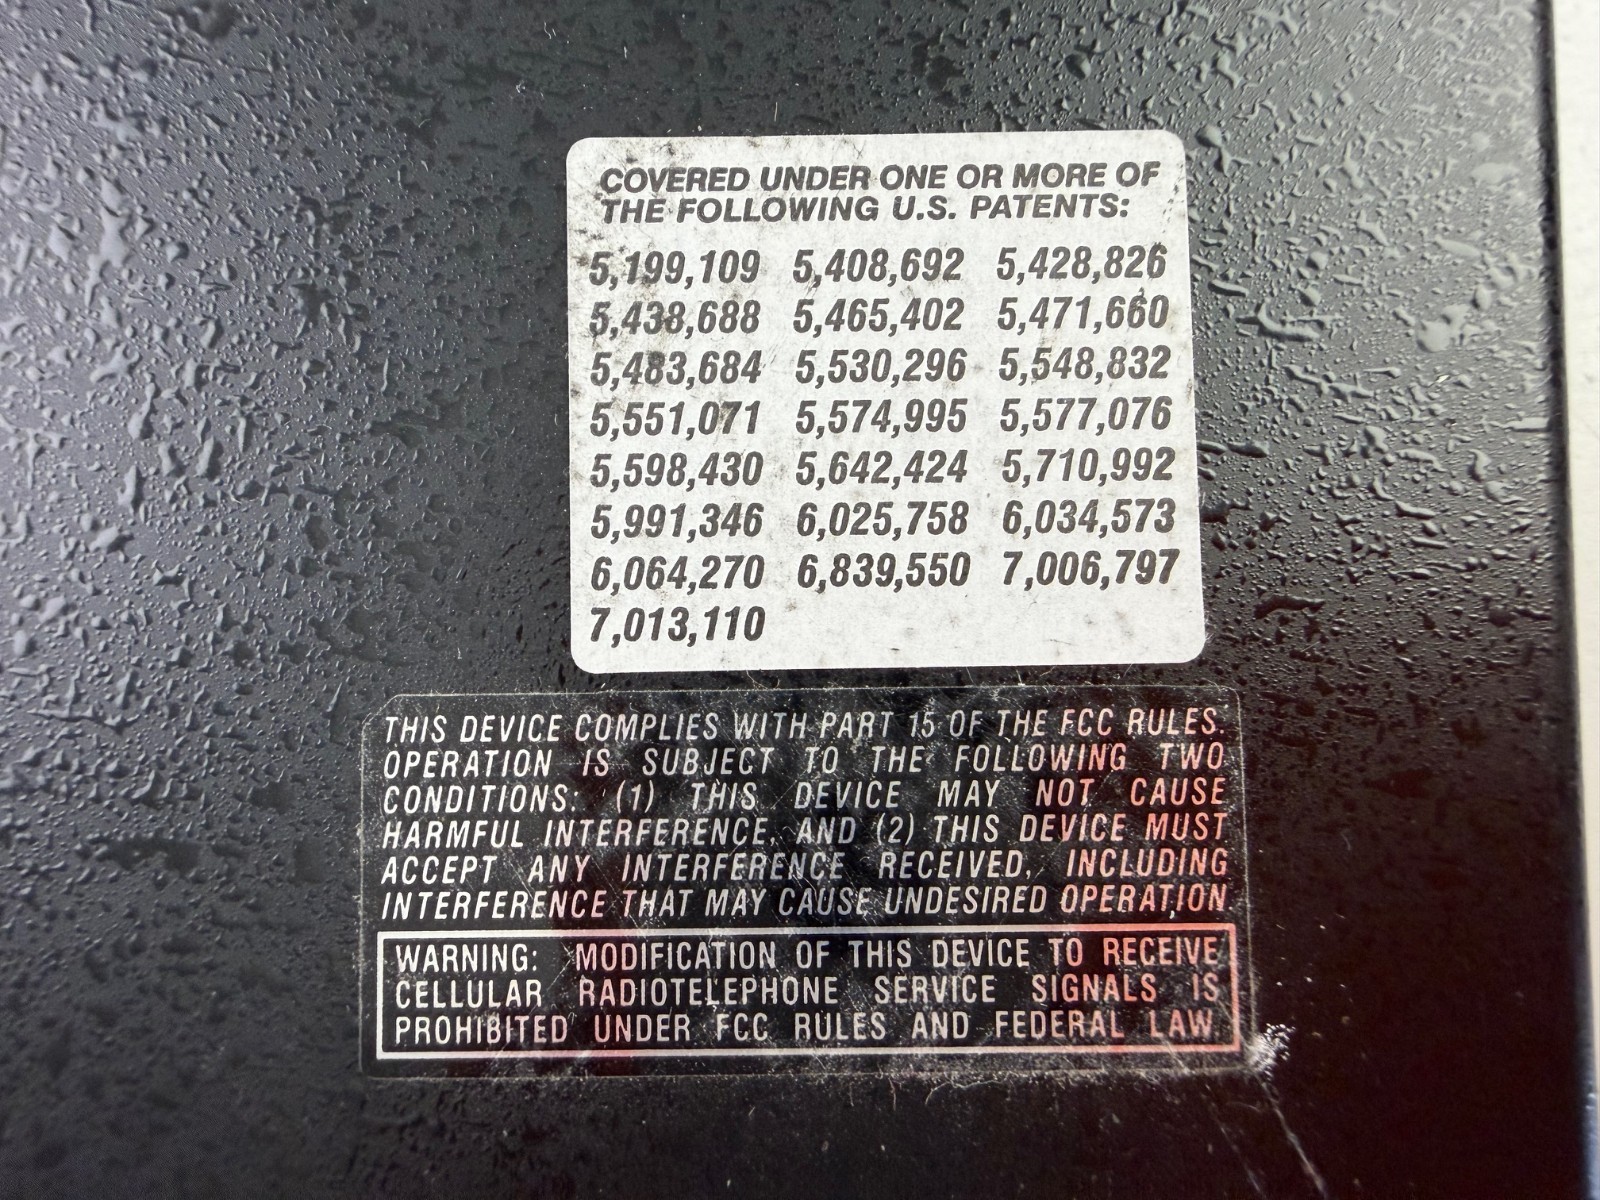 COVERED UNDER ONE OR MORE OF
THE FOLLOWING U.S. PATENTS:
5,199,109 5,408,692 5,428,826
5,438,688 5,465,402 5,471,660
5,483,684 5,530,296 5,548,832
5,551,071 5,574,995 5,577,076
5,598,430 5,642,424 5,710,992
5,991,346 6,025,758 6,034,573
6,064,270 6,839,550 7,006,797
7,013,110
THIS DEVICE COMPLIES WITH PART 15 OF THE FCC RULES.
OPERATION IS SUBJECT TO THE FOLLOWING TWO
CONDITIONS: (1) THIS DEVICE MAY NOT CAUSE
HARMFUL INTERFERENCE, AND (2) THIS DEVICE MUST
ACCEPT ANY INTERFERENCE RECEIVED, INCLUDING
INTERFERENCE THAT MAY CAUSE UNDESIRED OPERATION
WARNING: MODIFICATION OF THIS DEVICE TO RECEIVE
CELLULAR RADIOTELEPHONE SERVICE SIGNALS IS
PROHIBITED UNDER FCC RULES AND FEDERAL LAW